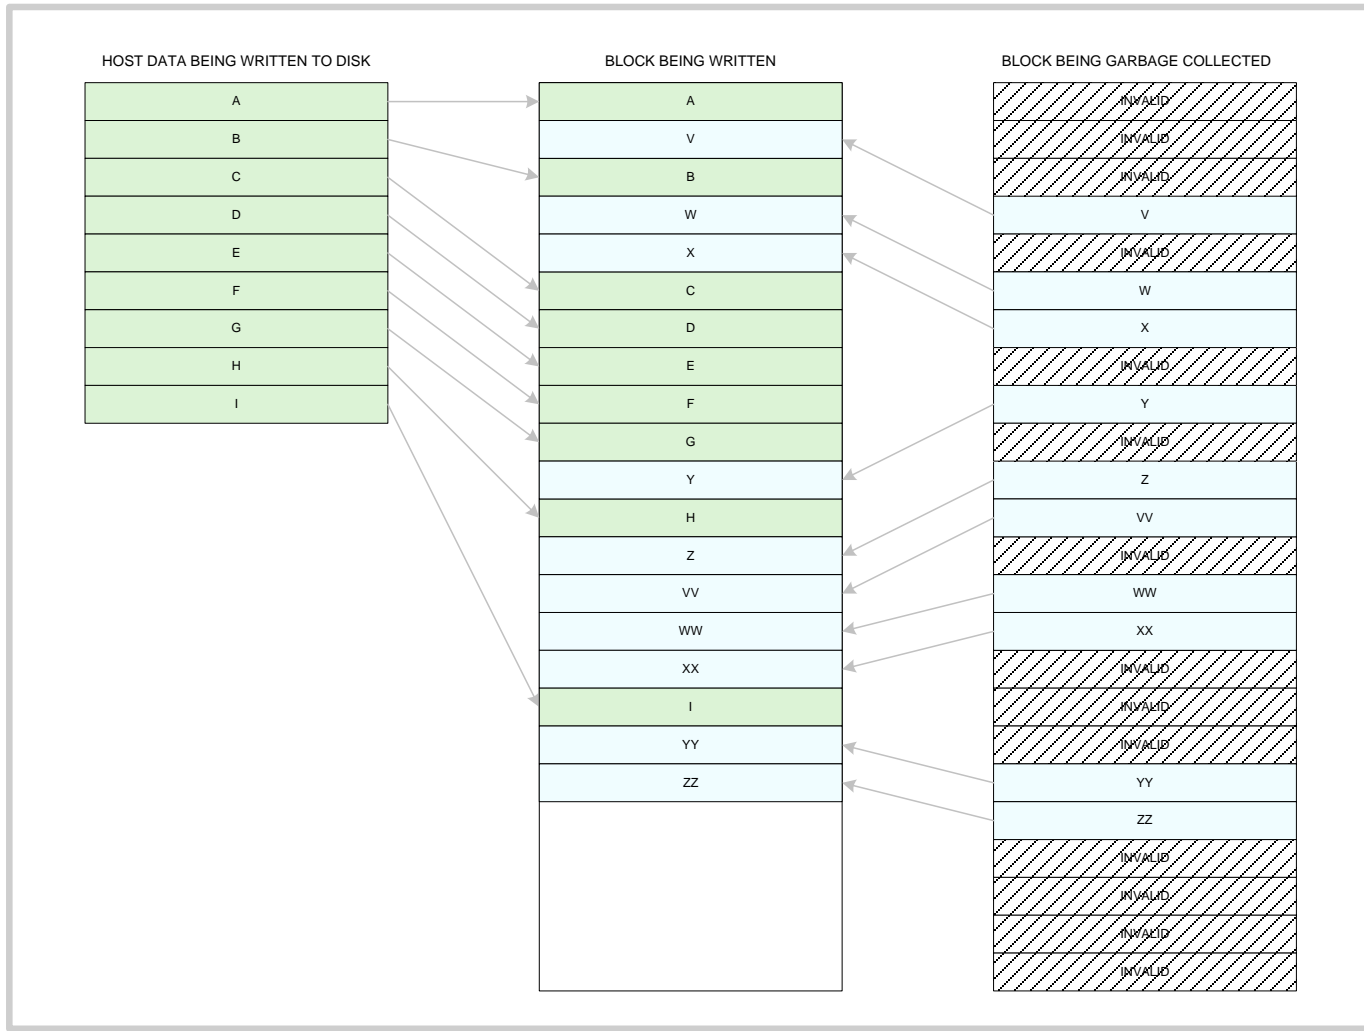 HOST DATA BEING WRITTEN TO DISK
A
B
C
D
E
F
G
H
I
BLOCK BEING WRITTEN
A
V
B
W
X
C
D
E
F
G
Y
H
Z
VV
WW
XX
I
YY
ZZ
BLOCK BEING GARBAGE COLLECTED
INVALID
INVALID
INVALID
V
INVALID
W
X
INVALID
Y
INVALID
Z
VV
INVALID
WW
XX
INVALID
INVALID
INVALID
YY
ZZ
INVALID
INVALID
INVALID
INVALID